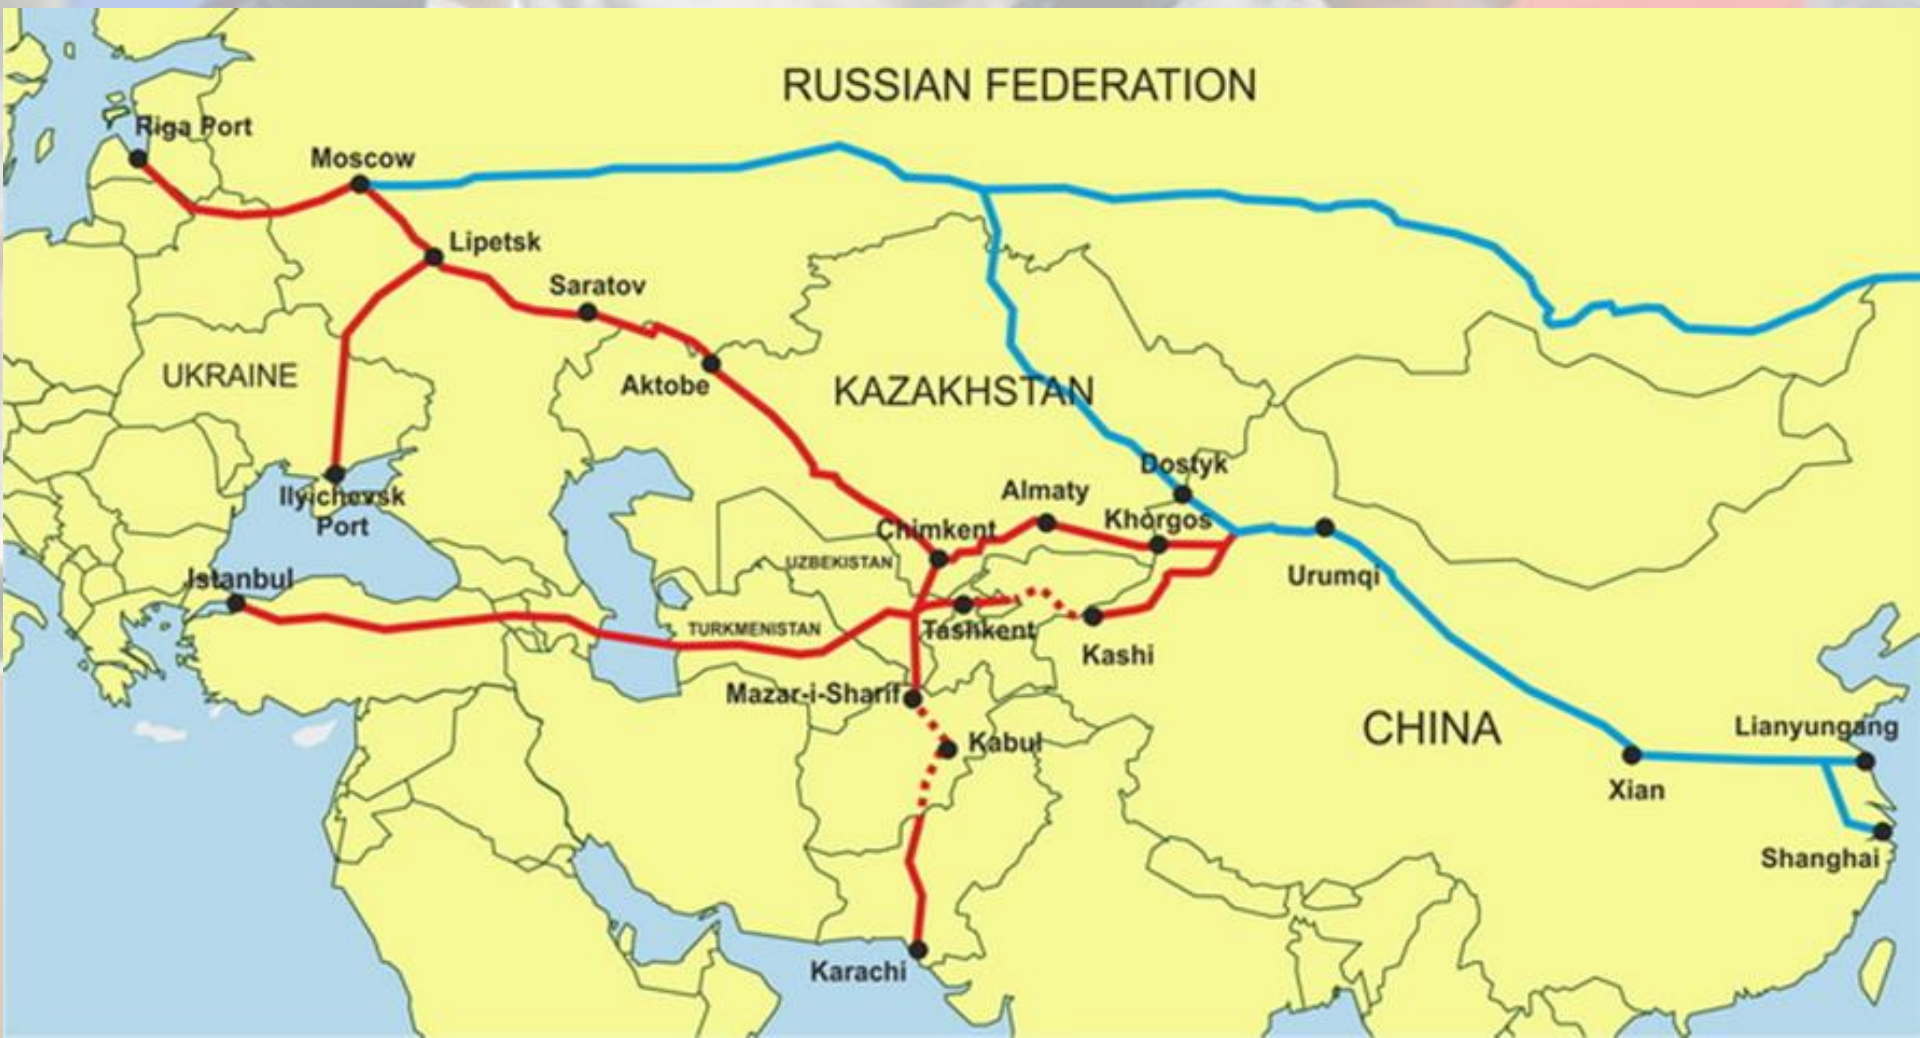 RUSSIAN FEDERATION
Riga Port
Moscow
Lipetsk
Saratov
UKRAINE
Aktobe
KAZAKHSTAN
Dostyk
Almaty
Khorgos
Ilyichevsk
Port
Chimkent
UZBEKISTAN
Urumqi
Istanbul
TURKMENISTAN
Tashkent
Kashi
Mazar-i-Sharif
Kabul
CHINA
Lianyungang
Xian
Shanghai
Karachi